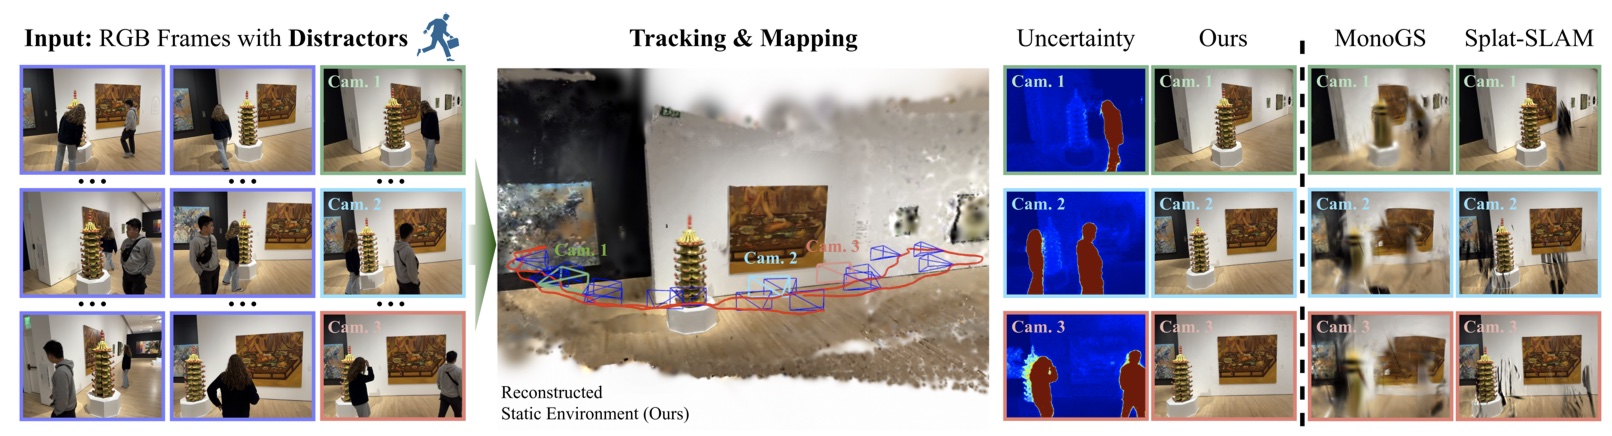 Input: RGB Frames with Distractors
Tracking & Mapping
Uncertainty
Ours
MonoGS
Splat-SLAM
Cam. 1
•••
•••
•••
Cam. 2
•••
•••
•••
Cam. 3
Cam. 1
Cam. 2
Cam. 3
Reconstructed
Static Environment (Ours)
Cam. 1
Cam. 1
Cam. 1
Cam. 1
Cam. 2
Cam. 2
Cam. 2
Cam. 2
Cam. 3
Cam. 3
Cam. 3
Cam. 3